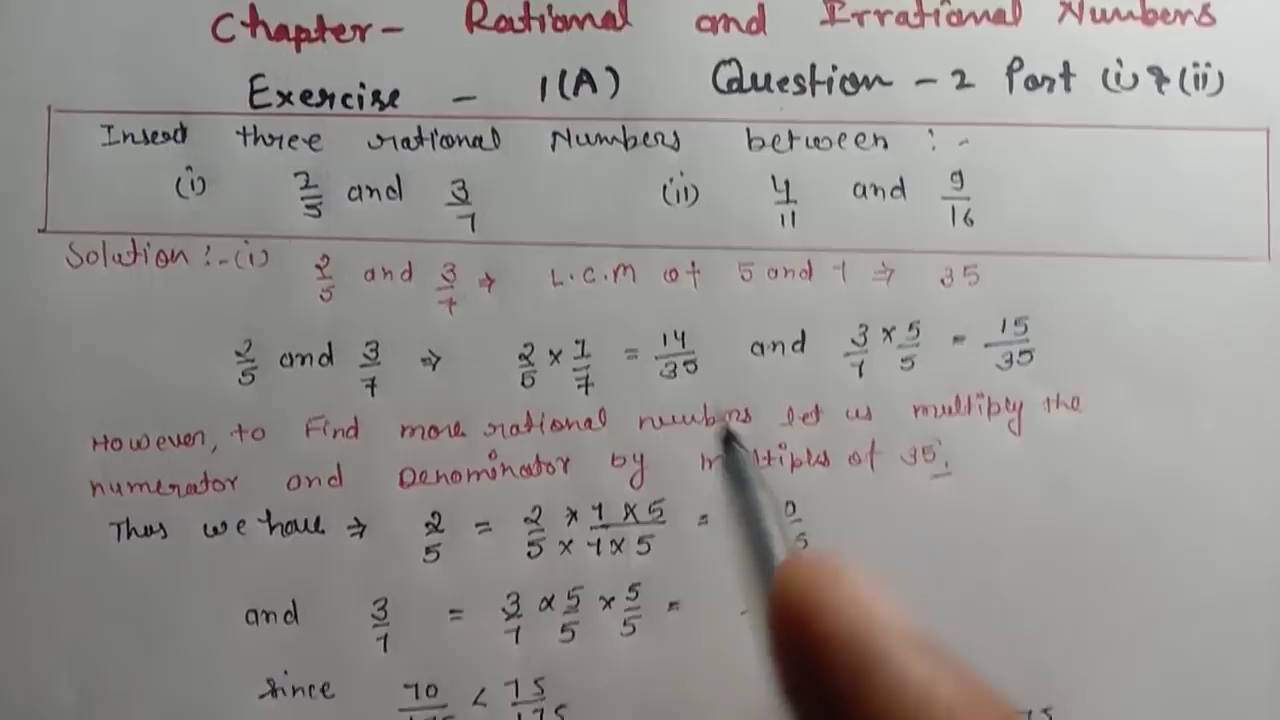 Chapter- Rational and Irrational Numbers
Exercise - 1(A) Question - 2 Part (i) & (ii)
Insert three rational Numbers between :-
(i) 2/5 and 3/7 (ii) 4/11 and 9/16
Solution :- (i) 2/5 and 3/7 ⇒ L.C.M of 5 and 7 ⇒ 35
2/5 and 3/7 ⇒ 2/5 × 7/7 = 14/35 and 3/7 × 5/5 = 15/35
However, to Find more rational numbers let us multiply the
numerator and Denominator by of 35.
Thus we have ⇒ 2/5 = 2/5 × 7×5/7×5 =
and 3/7 = 3/7 × 5/5 × 5/5 =
since 70/175 < 75/175